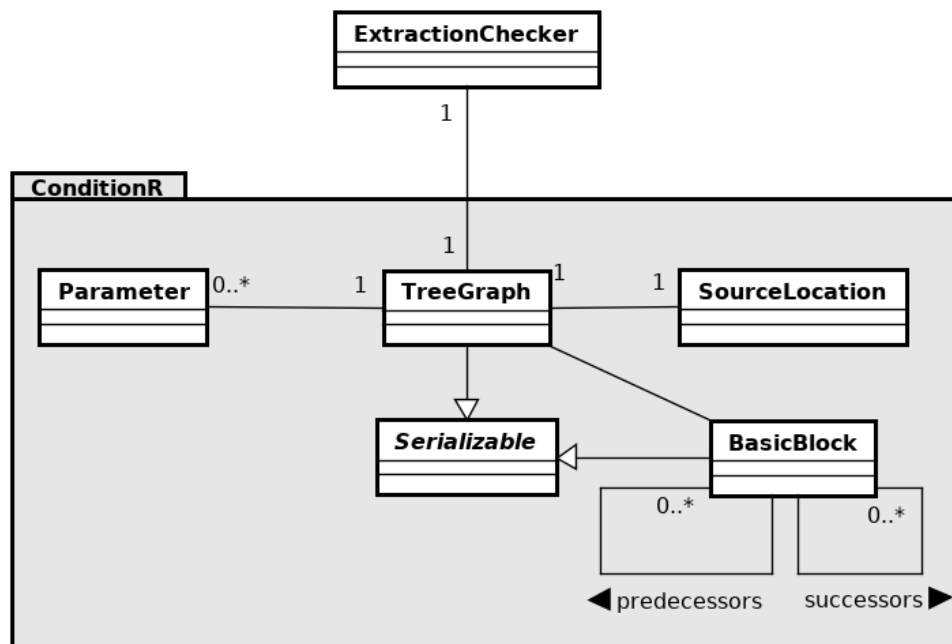 ExtractionChecker
1
ConditionR
1
Parameter
0..*
1
TreeGraph
1
1
SourceLocation
Serializable
BasicBlock
0..*
0..*
predecessors
successors